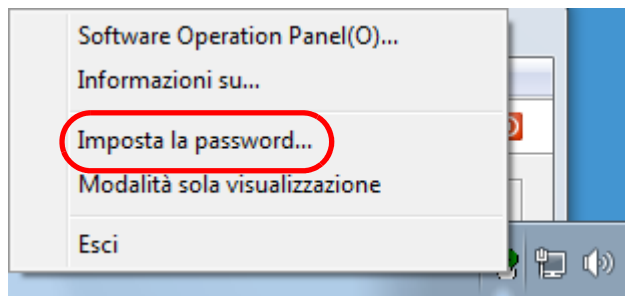 Software Operation Panel(O)...
Informazioni su...
Imposta la password...
Modalità sola visualizzazione
Esci